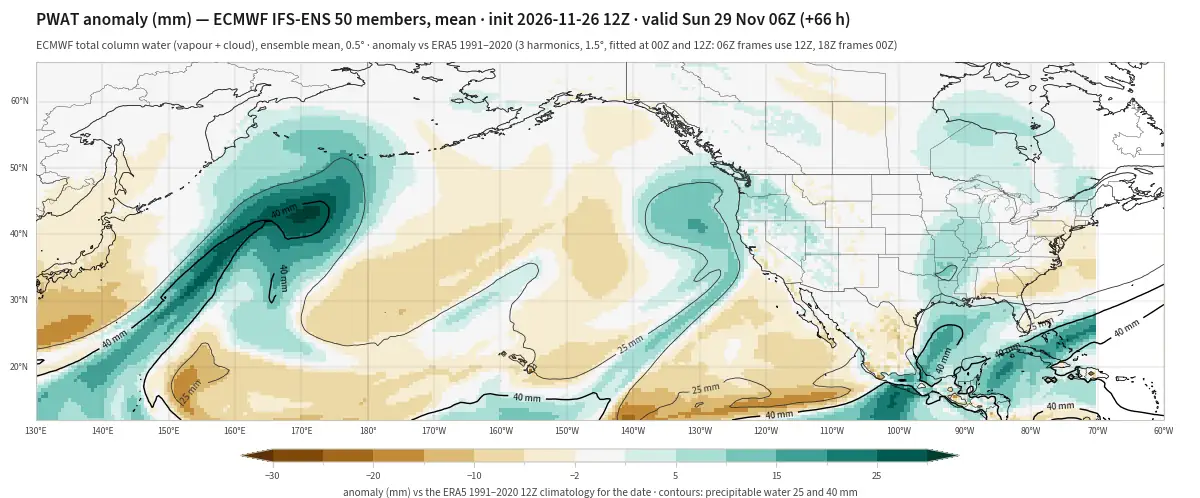 PWAT anomaly (mm) — ECMWF IFS-ENS 50 members, mean · init 2026-11-26 12Z · valid Sun 29 Nov 06Z (+66 h)
ECMWF total column water (vapour + cloud), ensemble mean, 0.5° · anomaly vs ERA5 1991–2020 (3 harmonics, 1.5°, fitted at 00Z and 12Z: 06Z frames use 12Z, 18Z frames 00Z)
60°N
50°N
40°N
30°N
20°N
40 mm
40 mm
40 mm
25 mm
40 mm
25 mm
25 mm
40 mm
40 mm
25 mm
40 mm
40 mm
40 mm
130°E 140°E 150°E 160°E 170°E 180° 170°W 160°W 150°W 140°W 130°W 120°W 110°W 100°W 90°W 80°W 70°W 60°W
−30 −20 −10 −2 5 15 25
anomaly (mm) vs the ERA5 1991–2020 12Z climatology for the date · contours: precipitable water 25 and 40 mm